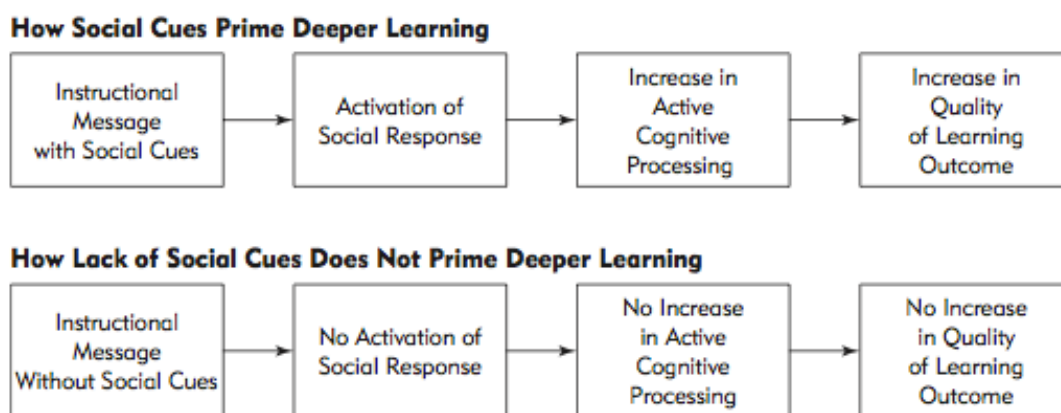 How Social Cues Prime Deeper Learning
Instructional
Message
with Social Cues
Activation of
Social Response
Increase in
Active
Cognitive
Processing
Increase in
Quality
of Learning
Outcome
How Lack of Social Cues Does Not Prime Deeper Learning
Instructional
Message
Without Social Cues
No Activation of
Social Response
No Increase
in Active
Cognitive
Processing
No Increase
in Quality
of Learning
Outcome